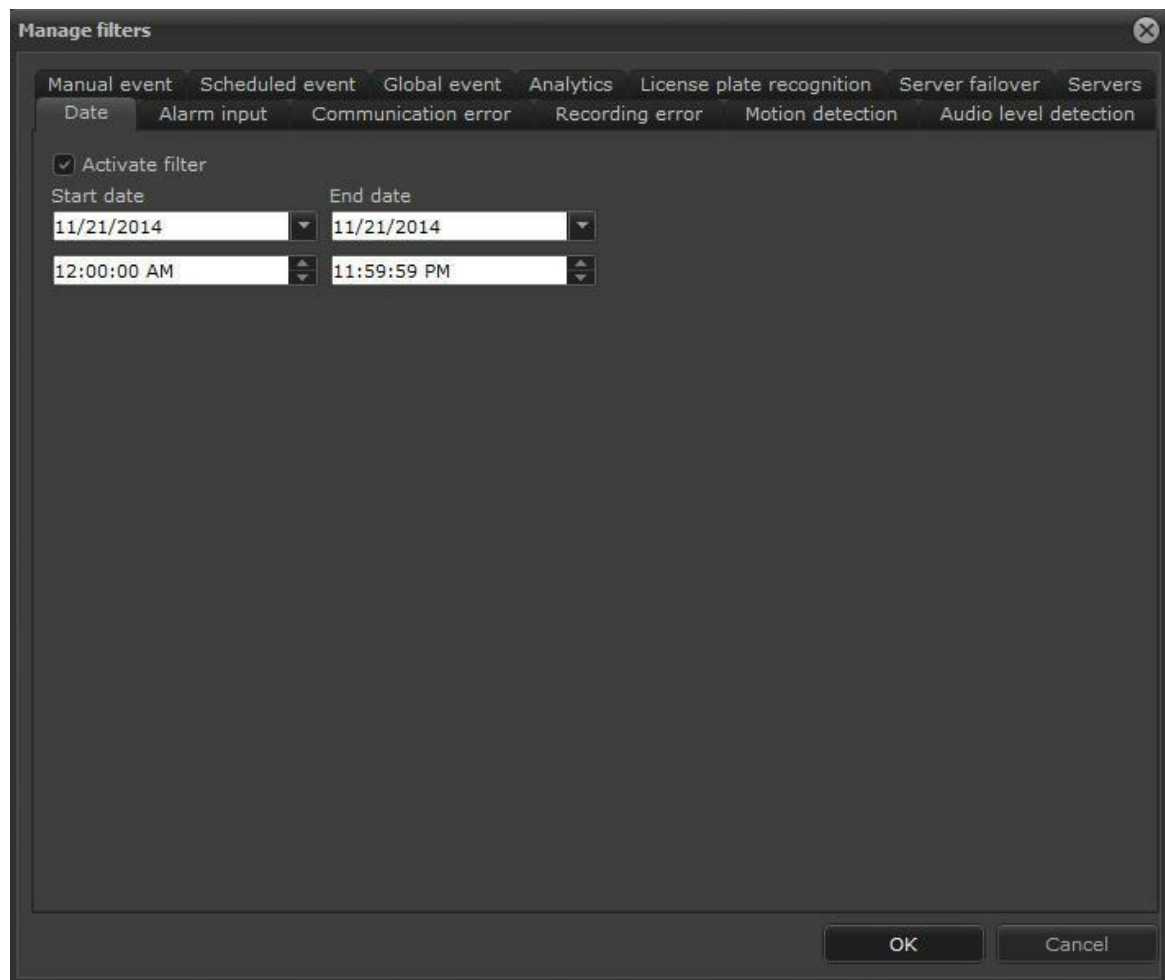 Manage filters
Manual event Scheduled event Global event Analytics License plate recognition Server failover Servers
Date Alarm input Communication error Recording error Motion detection Audio level detection
Activate filter
Start date End date
11/21/2014 11/21/2014
12:00:00 AM 11:59:59 PM
OK Cancel